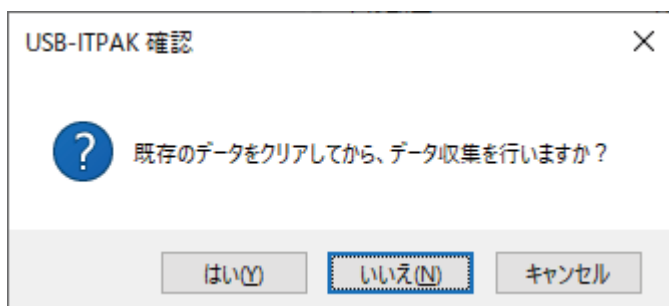 USB-ITPAK 確認
既存のデータをクリアしてから、データ収集を行いますか？
はい(Y)
いいえ(N)
キャンセル